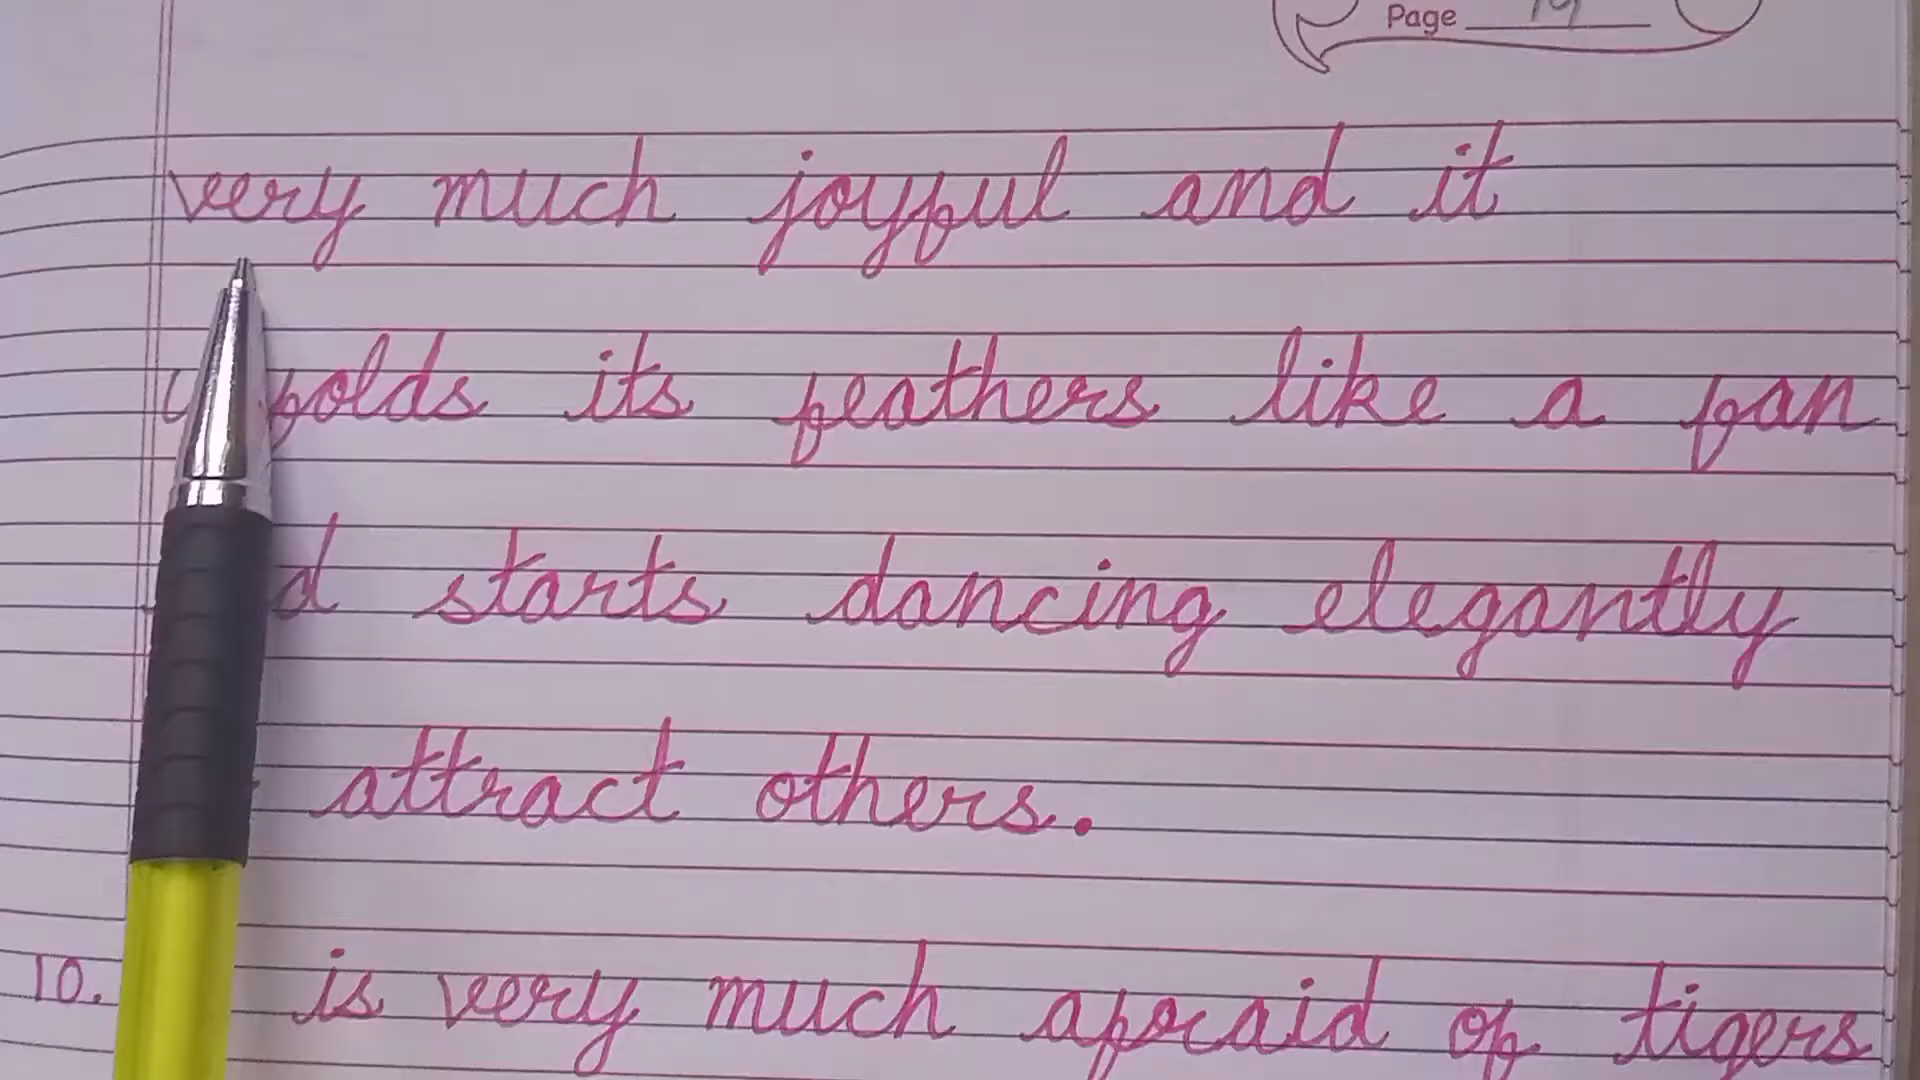 Page 19
very much joyful and it
folds its feathers like a fan
starts dancing elegantly
attract others.
10. is very much afraid of tigers